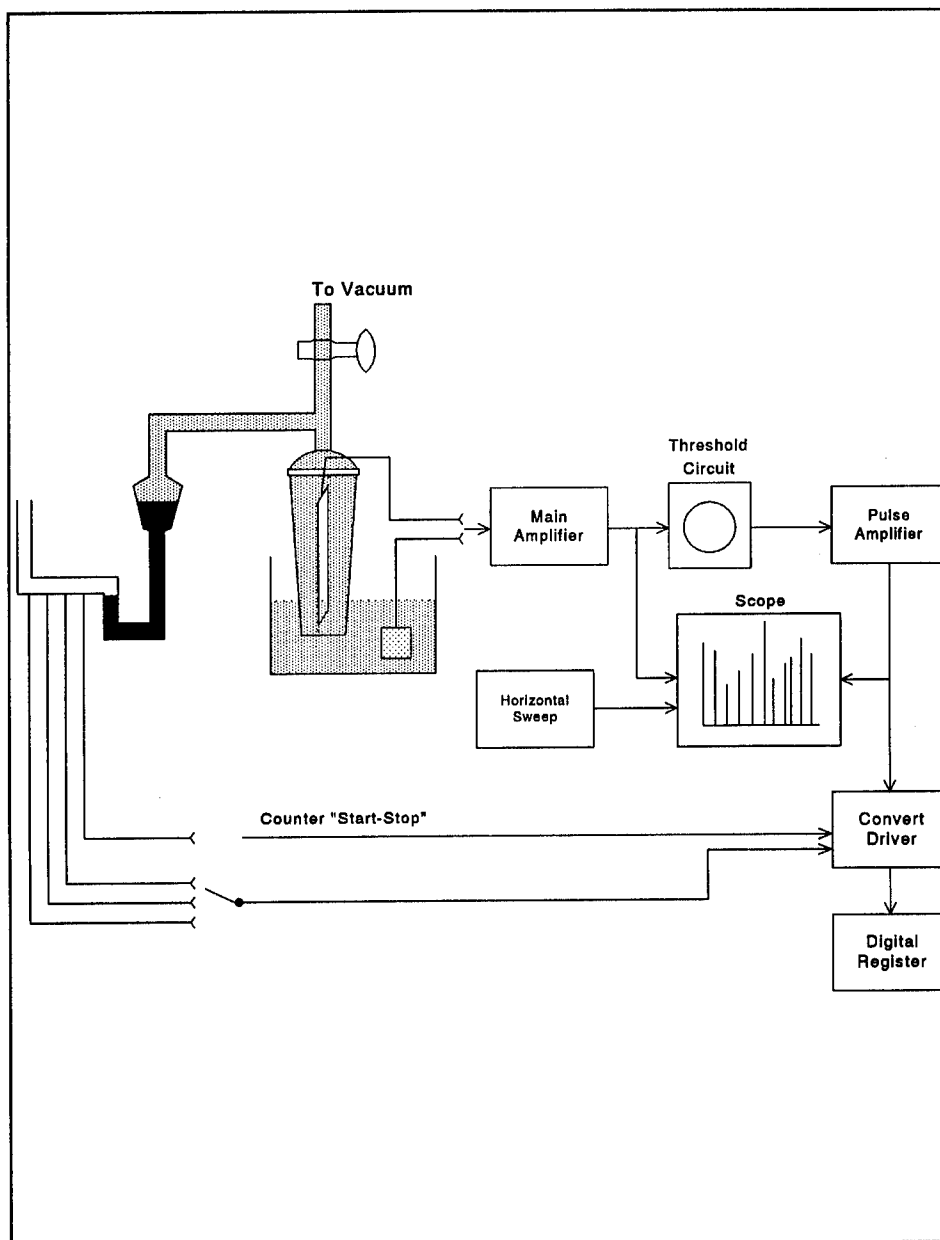 To Vacuum
Threshold
Circuit
Main
Amplifier
Pulse
Amplifier
Scope
Horizontal
Sweep
Counter "Start-Stop"
Convert
Driver
Digital
Register